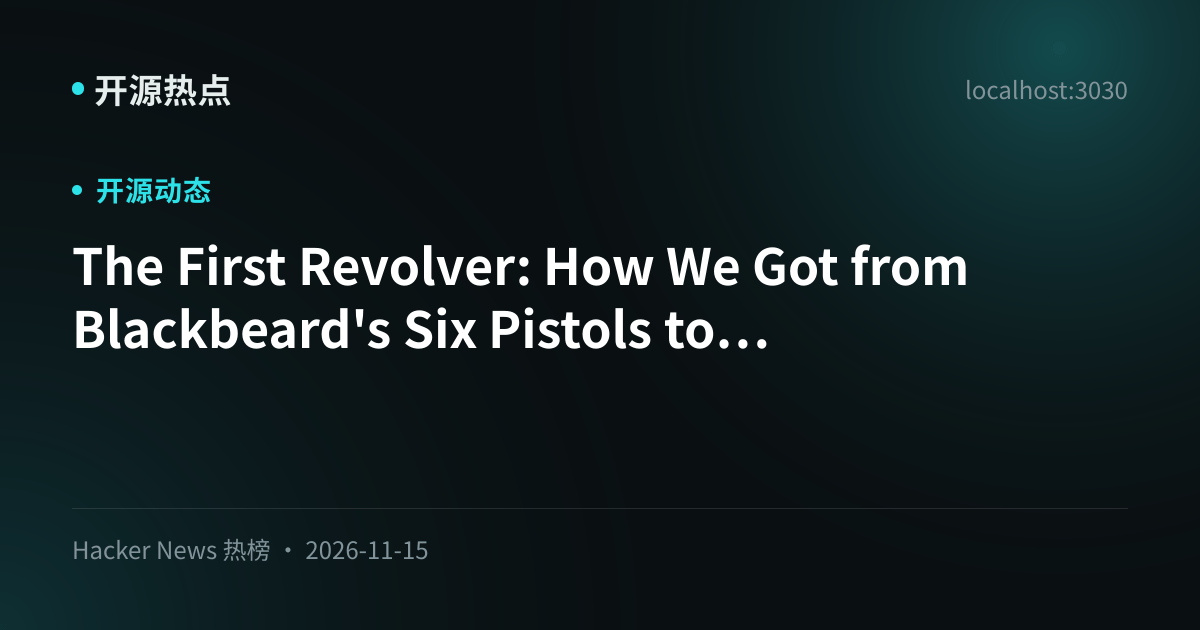 开源热点
localhost:3030
开源动态
The First Revolver: How We Got from
Blackbeard's Six Pistols to…
Hacker News 热榜 · 2026-11-15